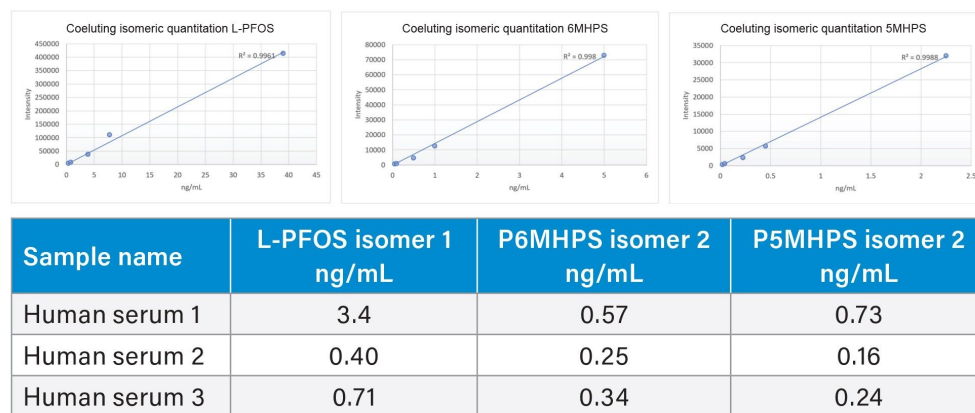 Coeluting isomeric quantitation L-PFOS
450000
400000
350000
300000
250000
200000
150000
100000
50000
0
Intensity
R² = 0.9961
0 5 10 15 20 25 30 35 40 45
ng/mL
Coeluting isomeric quantitation 6MHPS
80000
70000
60000
50000
40000
30000
20000
10000
0
Intensity
R² = 0.998
0 1 2 3 4 5 6
ng/mL
Coeluting isomeric quantitation 5MHPS
35000
30000
25000
20000
15000
10000
5000
0
Intensity
R² = 0.9988
0 0.5 1 1.5 2 2.5
ng/mL
Sample name L-PFOS isomer 1 ng/mL P6MHPS isomer 2 ng/mL P5MHPS isomer 2 ng/mL
Human serum 1 3.4 0.57 0.73
Human serum 2 0.40 0.25 0.16
Human serum 3 0.71 0.34 0.24